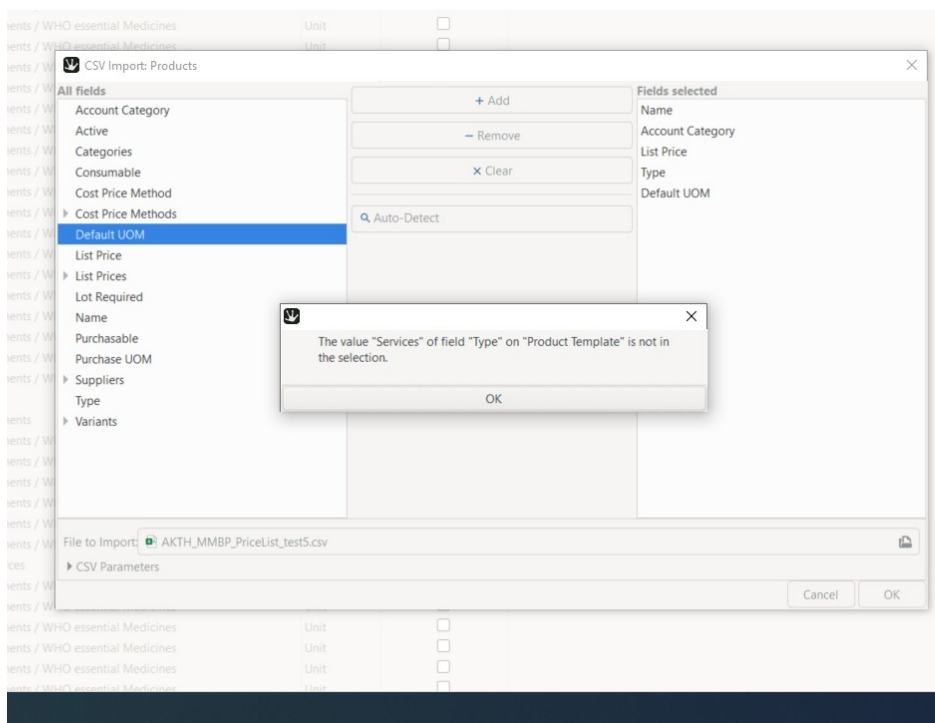 ents / WHO essential Medicines Unit
ents / WHO essential Medicines Unit
CSV Import: Products
All fields
Account Category
Active
Categories
Consumable
Cost Price Method
Cost Price Methods
Default UOM
List Price
List Prices
Lot Required
Name
Purchasable
Purchase UOM
Suppliers
Type
Variants
+ Add
− Remove
× Clear
Auto-Detect
Fields selected
Name
Account Category
List Price
Type
Default UOM
The value "Services" of field "Type" on "Product Template" is not in
the selection.
OK
File to Import: AKTH_MMBP_PriceList_test5.csv
CSV Parameters
Cancel OK
ents / WHO essential Medicines Unit
ents / WHO essential Medicines Unit
ents / WHO essential Medicines Unit
ents / WHO essential Medicines Unit